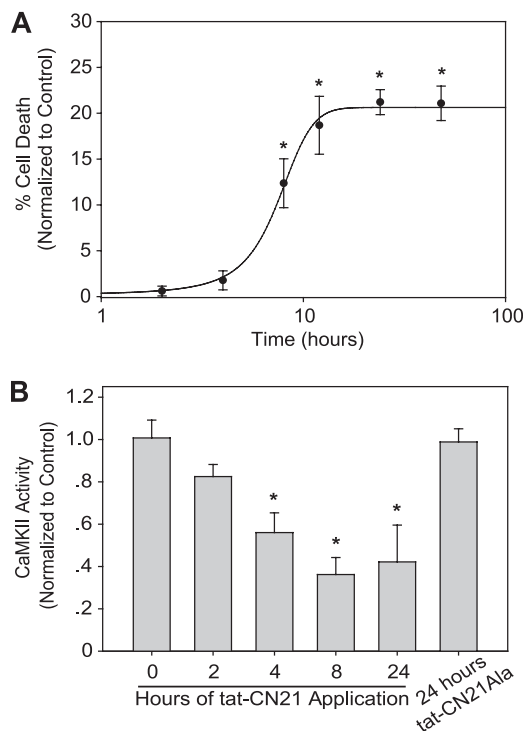 A
% Cell Death
(Normalized to Control)
30
25
20
15
10
5
0
* * * *
1 10 100
Time (hours)
B
CaMKII Activity
(Normalized to Control)
1.2
1.0
.8
.6
.4
.2
0
* * *
0 2 4 8 24
Hours of tat-CN21 Application
24 hours
tat-CN21Ala